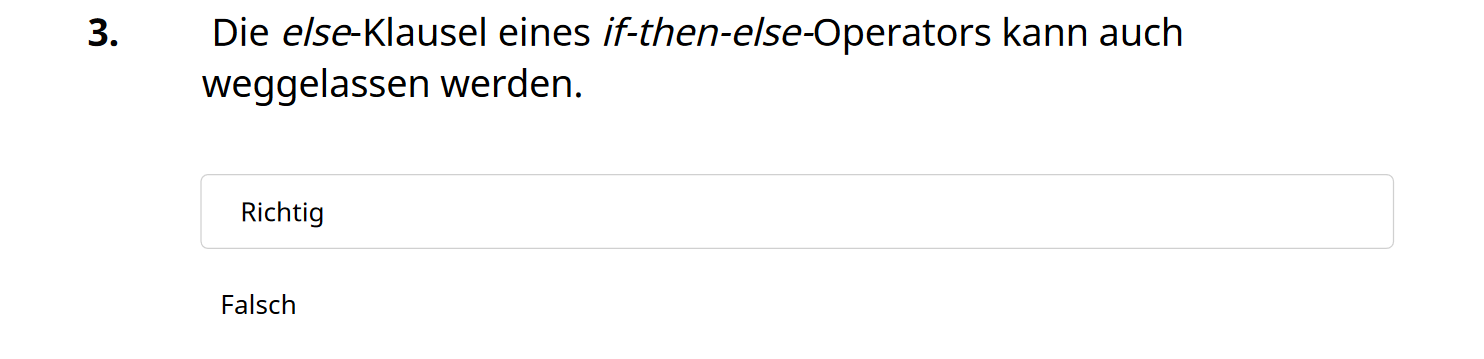 3. Die else-Klausel eines if-then-else-Operators kann auch
weggelassen werden.
Richtig
Falsch